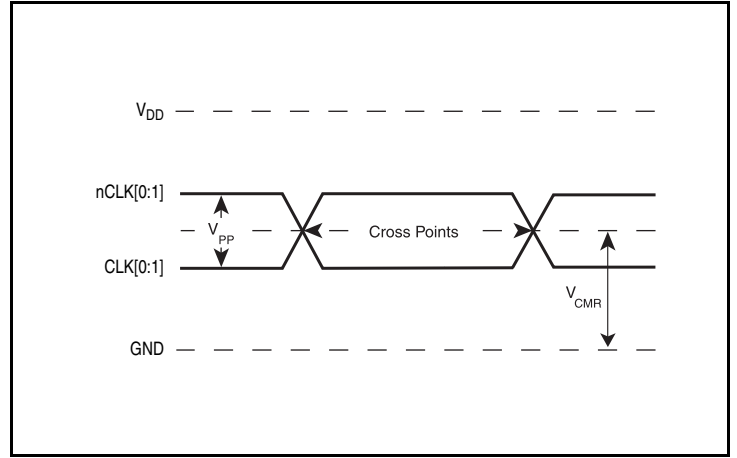 VDD
nCLK[0:1]
VPP
Cross Points
CLK[0:1]
VCMR
GND